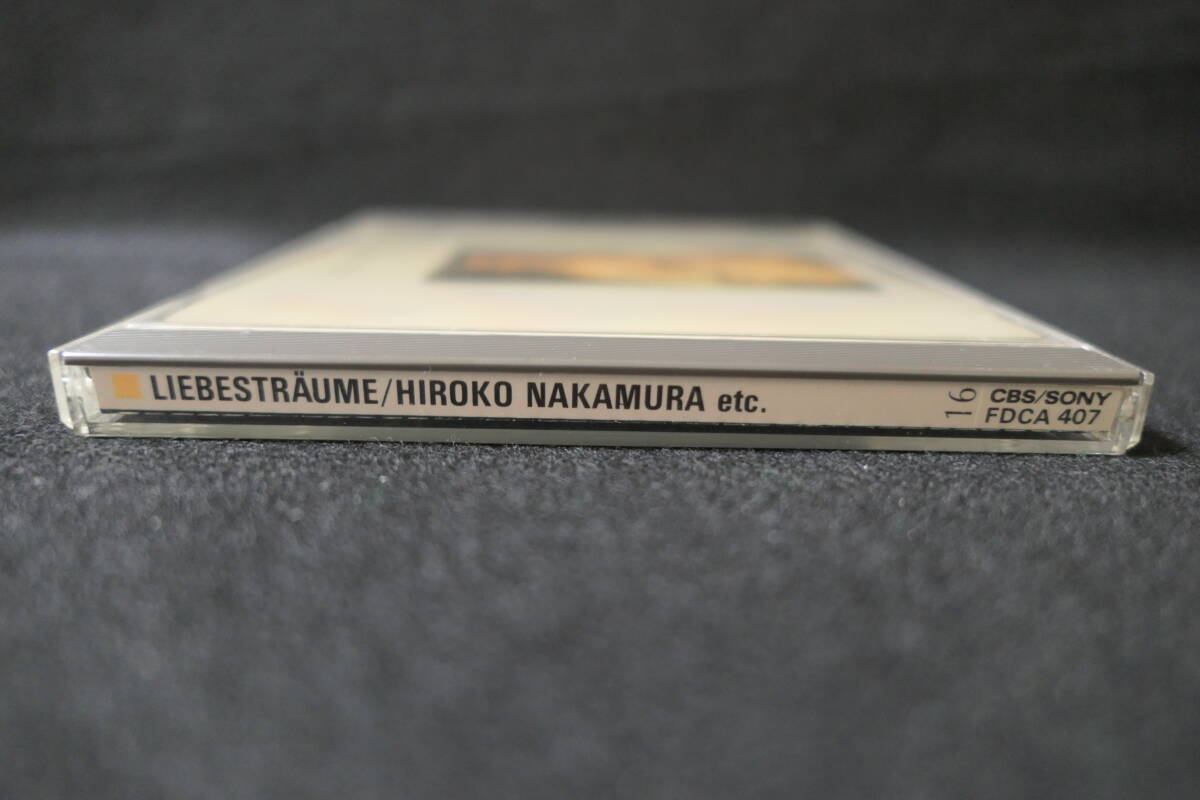 LIEBESTRÄUME/HIROKO NAKAMURA etc.
16
CBS/SONY
FDCA 407